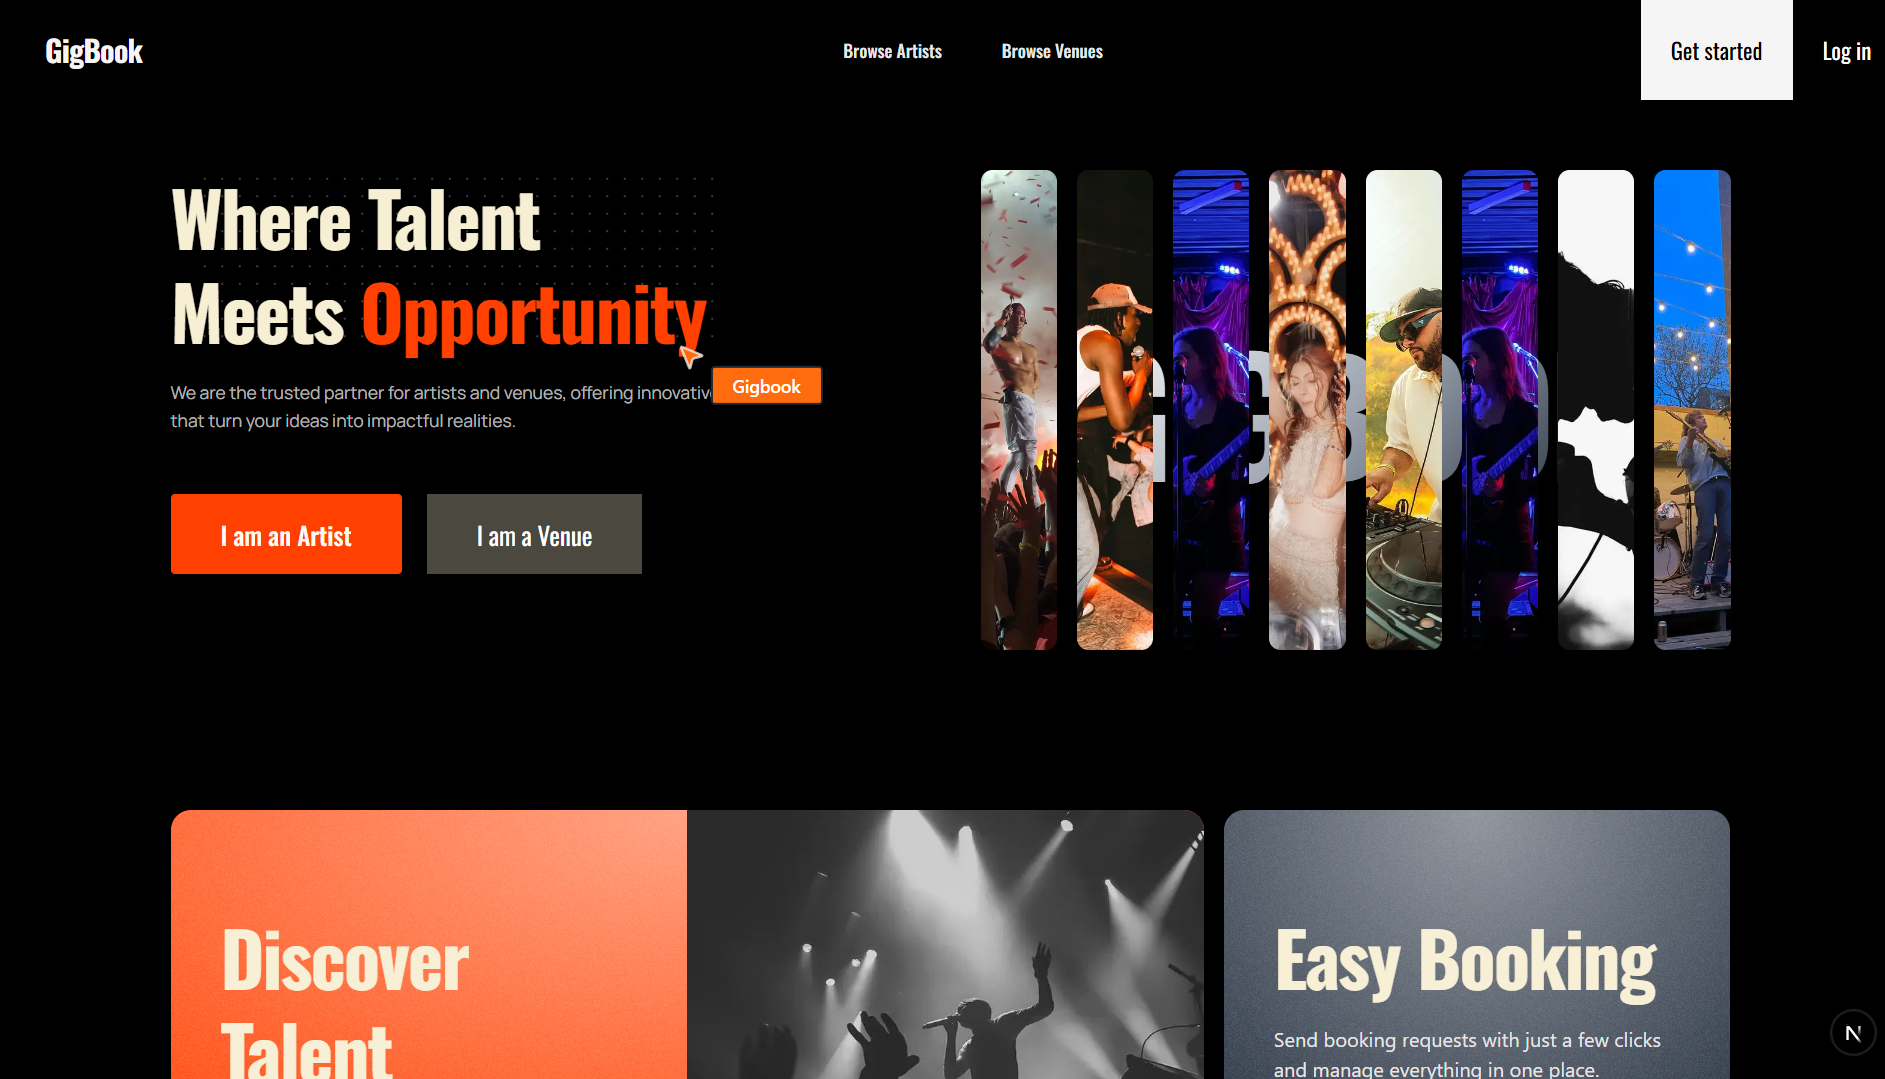 GigBook
Browse Artists
Browse Venues
Get started
Log in
Where Talent
Meets Opportunity
We are the trusted partner for artists and venues, offering innovativ
Gigbook
that turn your ideas into impactful realities.
I am an Artist
I am a Venue
Discover
Talent
Easy Booking
Send booking requests with just a few clicks
and manage everything in one place.
N